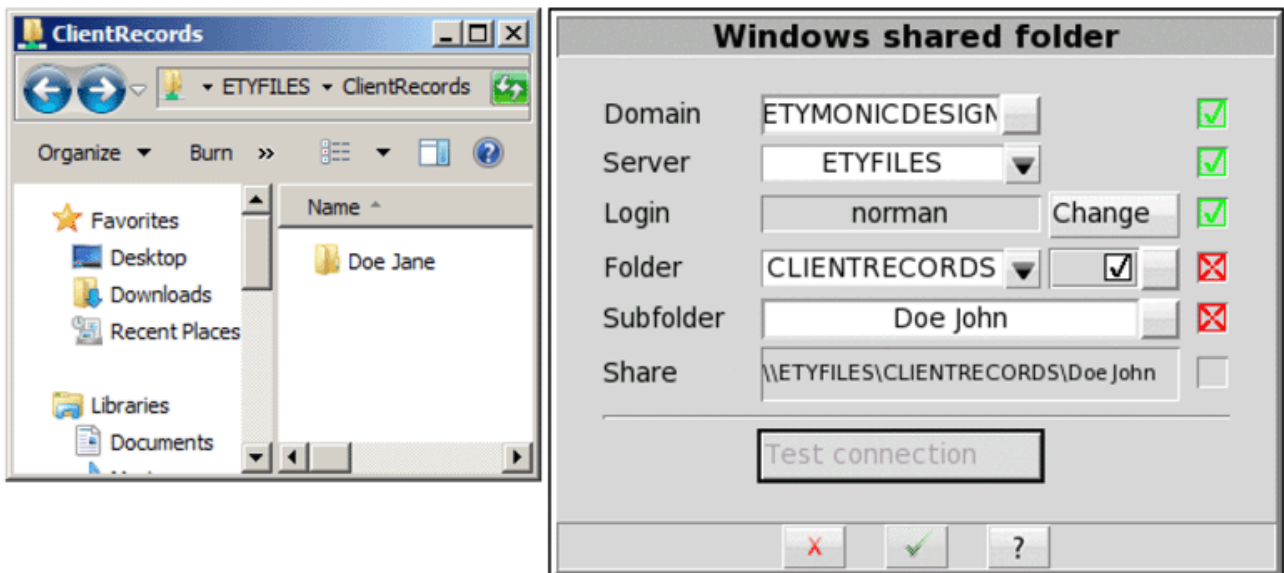 ClientRecords
ETYFILES ClientRecords
Organize Burn »
Name
Favorites
Desktop
Downloads
Recent Places
Libraries
Documents
Doe Jane
Windows shared folder
Domain ETYMONICDESIGN
Server ETYFILES
Login norman Change
Folder CLIENTRECORDS
Subfolder Doe John
Share \\ETYFILES\CLIENTRECORDS\Doe John
Test connection
X ?